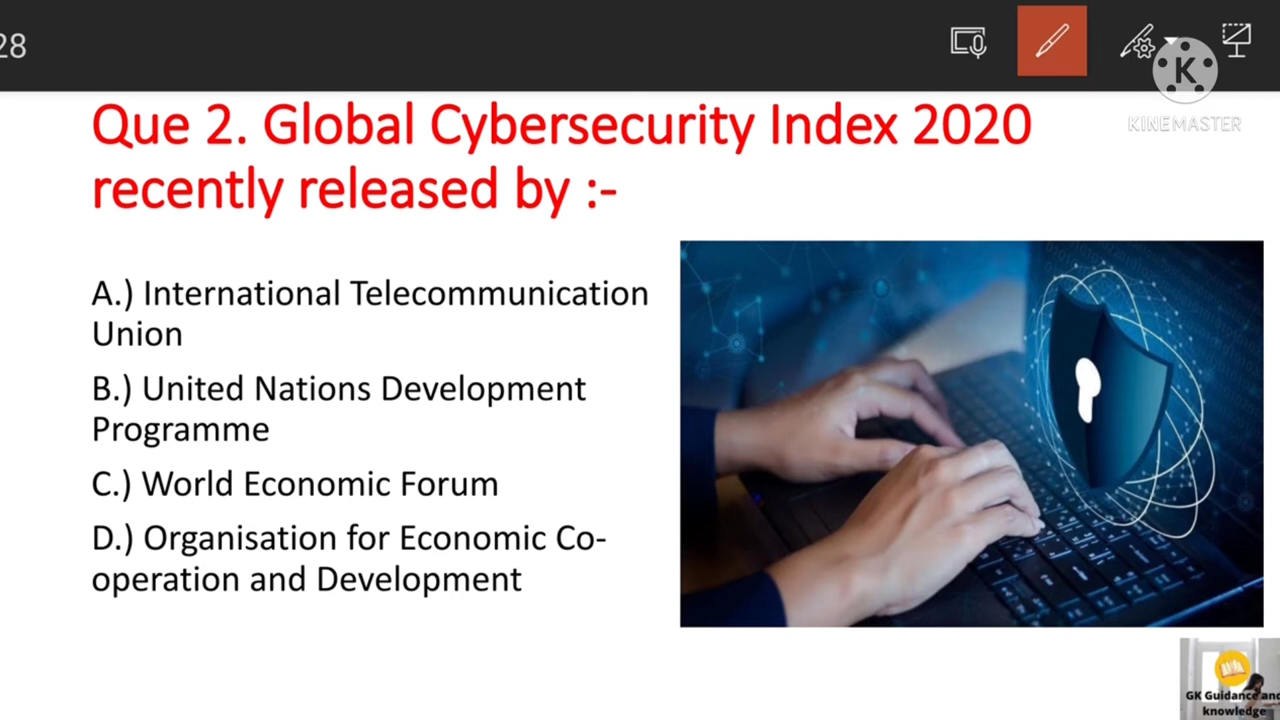 28
K
KINEMASTER
Que 2. Global Cybersecurity Index 2020
recently released by :-
A.) International Telecommunication
Union
B.) United Nations Development
Programme
C.) World Economic Forum
D.) Organisation for Economic Co-
operation and Development
GK Guidance and
knowledge